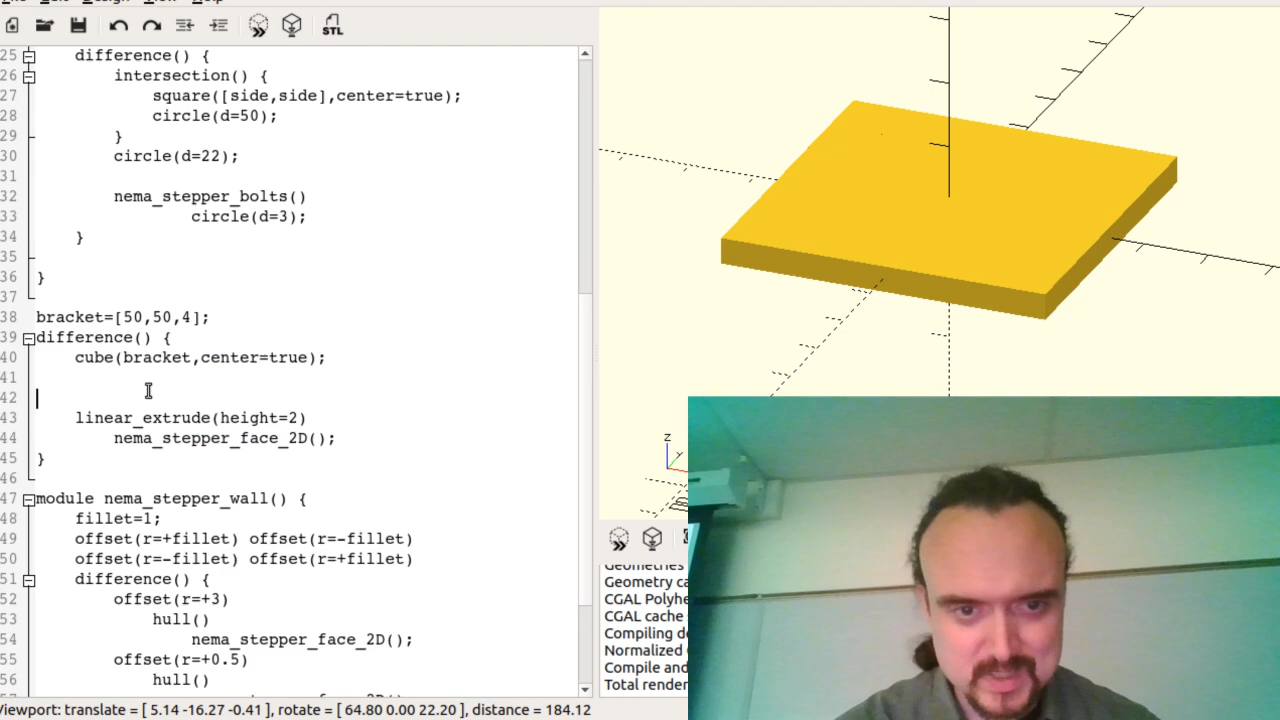 STL
25 difference() {
26 intersection() {
27 square([side,side],center=true);
28 circle(d=50);
29 }
30 circle(d=22);
31
32 nema_stepper_bolts()
33 circle(d=3);
34 }
35
36 }
37
38 bracket=[50,50,4];
39 difference() {
40 cube(bracket,center=true);
41
42
43 linear_extrude(height=2)
44 nema_stepper_face_2D();
45 }
46
47 module nema_stepper_wall() {
48 fillet=1;
49 offset(r=+fillet) offset(r=-fillet)
50 offset(r=-fillet) offset(r=+fillet)
51 difference() {
52 offset(r=+3)
53 hull()
54 nema_stepper_face_2D();
55 offset(r=+0.5)
56 hull()
z
Geometries
Geometry ca
CGAL Polyhe
CGAL cache
Compiling de
Normalized
Compile and
Total render
Viewport: translate = [ 5.14 -16.27 -0.41 ], rotate = [ 64.80 0.00 22.20 ], distance = 184.12